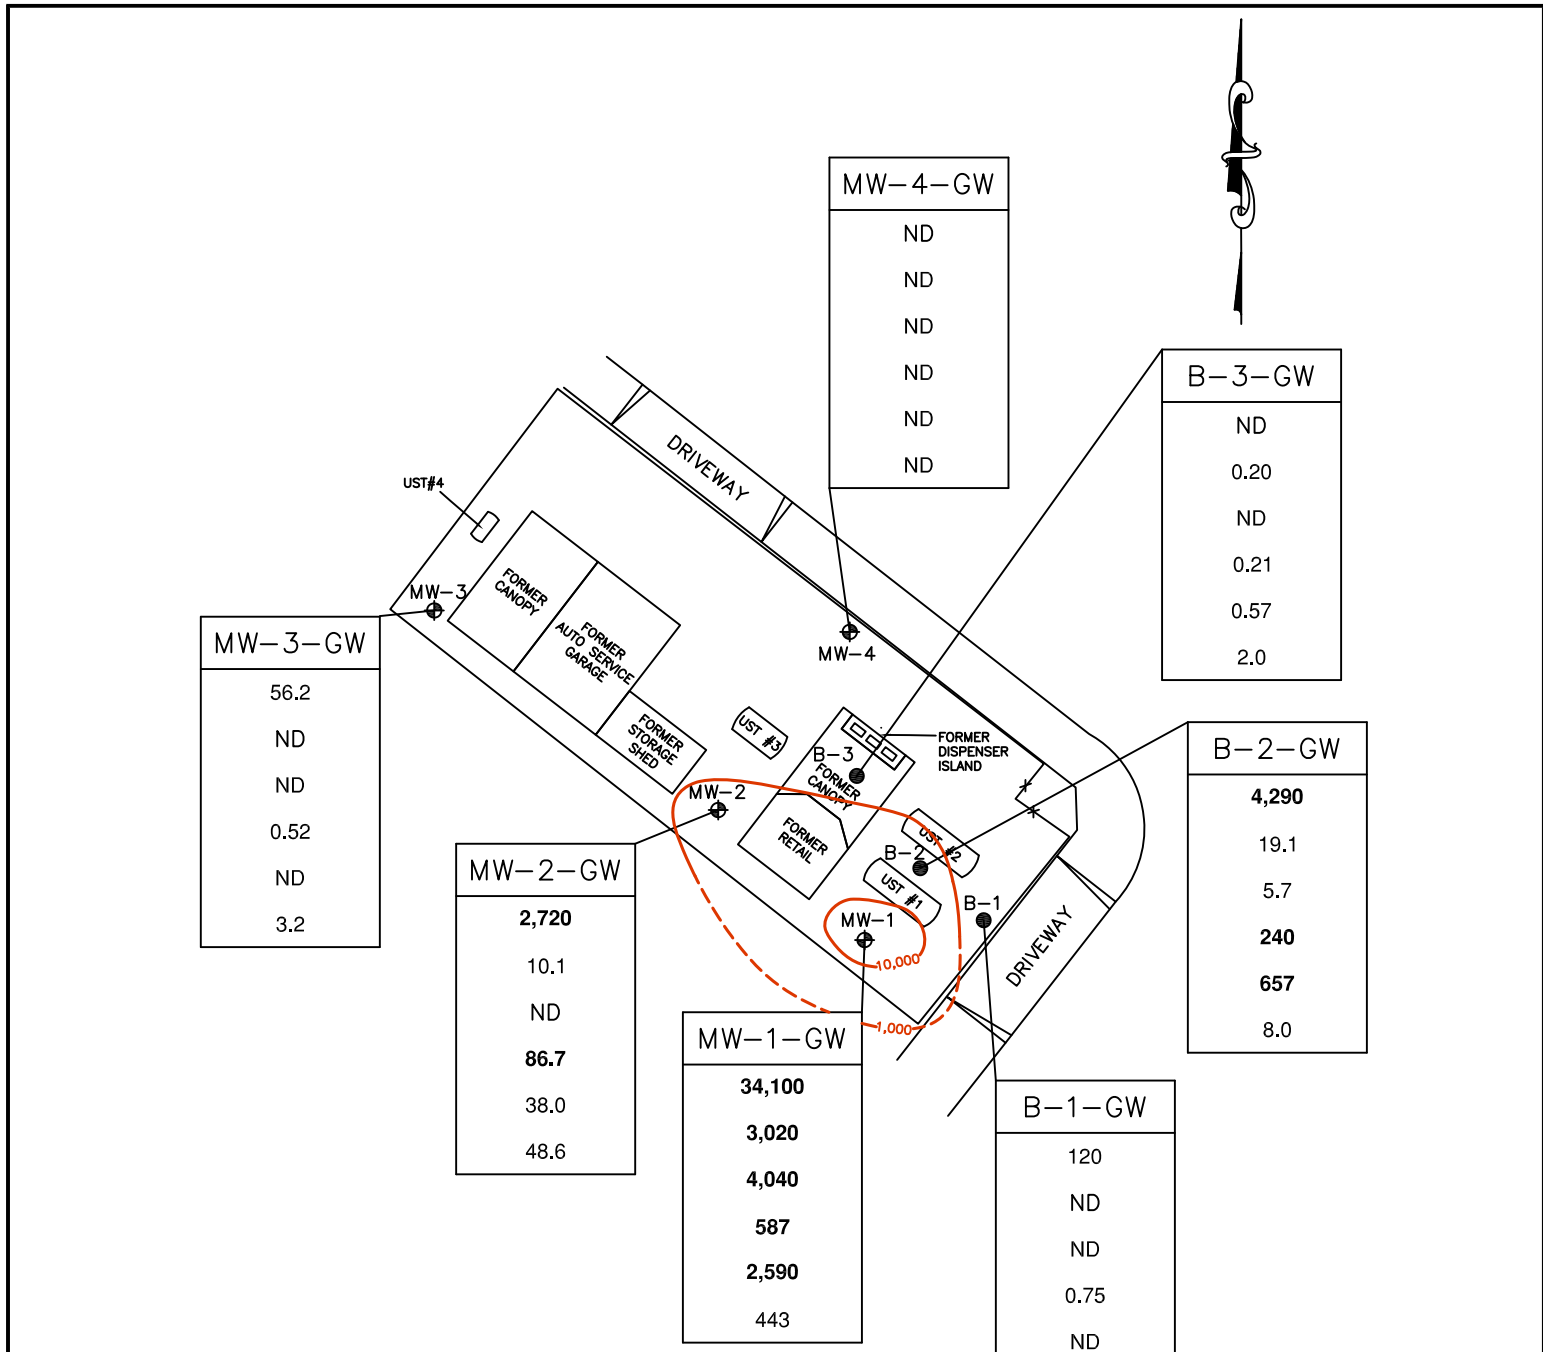 MW-4-GW
ND
ND
ND
ND
ND
ND
B-3-GW
ND
0.20
ND
0.21
0.57
2.0
DRIVEWAY
UST#4
MW-3
FORMER
CANOPY
FORMER
AUTO SERVICE
GARAGE
FORMER
STORAGE
SHED
MW-4
UST #3
FORMER
DISPENSER
ISLAND
B-3
FORMER
CANOPY
FORMER
RETAIL
MW-2
UST #2
B-2
UST #1
B-1
MW-1
10,000
1,000
DRIVEWAY
MW-3-GW
56.2
ND
ND
0.52
ND
3.2
B-2-GW
4,290
19.1
5.7
240
657
8.0
MW-2-GW
2,720
10.1
ND
86.7
38.0
48.6
MW-1-GW
34,100
3,020
4,040
587
2,590
443
B-1-GW
120
ND
ND
0.75
ND